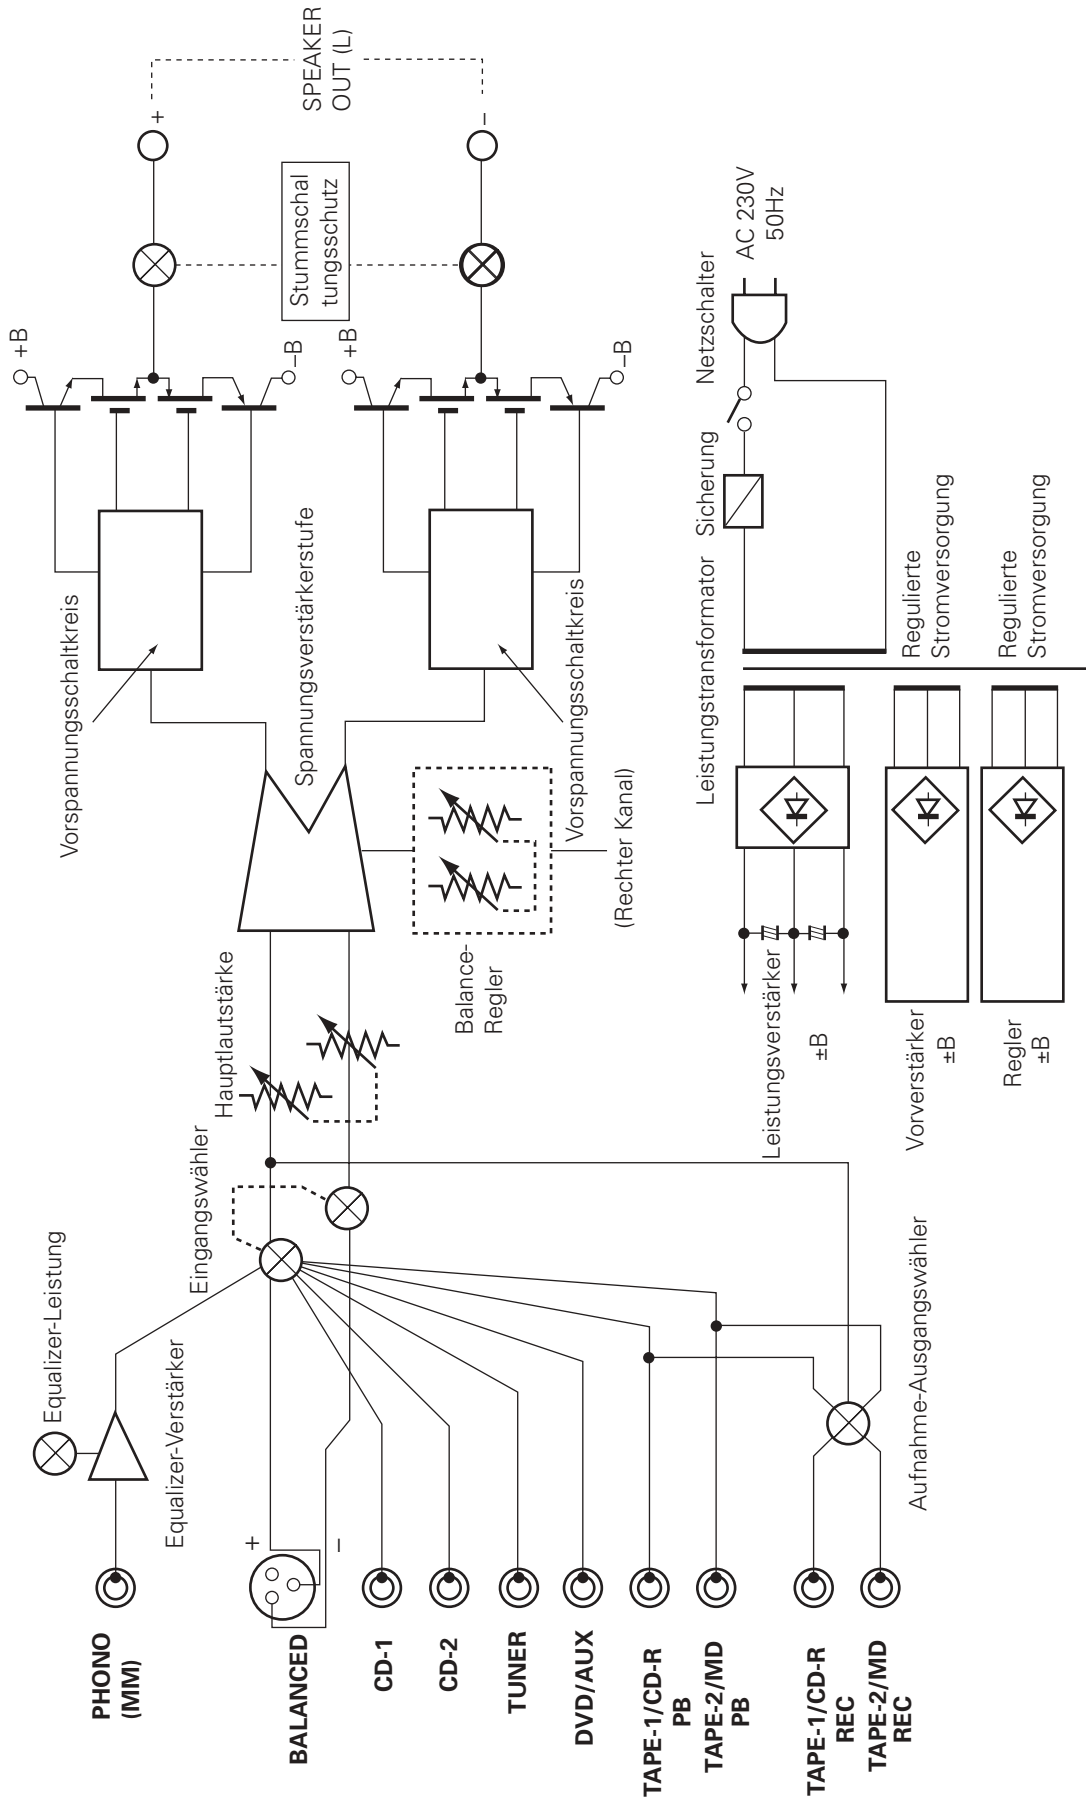 PHONO
(MM)
BALANCED
CD-1
CD-2
TUNER
DVD/AUX
TAPE-1/CD-R
PB
TAPE-2/MD
PB
TAPE-1/CD-R
REC
TAPE-2/MD
REC
+
–
Equalizer-Leistung
Equalizer-Verstärker
Eingangswähler
Aufnahme-Ausgangswähler
Hauptlautstärke
Balance-
Regler
(Rechter Kanal)
Spannungsverstärkerstufe
Vorspannungsschaltkreis
Vorspannungsschaltkreis
+B
–B
+B
–B
Stummschal
tungsschutz
+
–
SPEAKER
OUT (L)
Leistungsverstärker
±B
Vorverstärker
±B
Regler
±B
Leistungstransformator
Sicherung
Netzschalter
AC 230V
50Hz
Regulierte
Stromversorgung
Regulierte
Stromversorgung